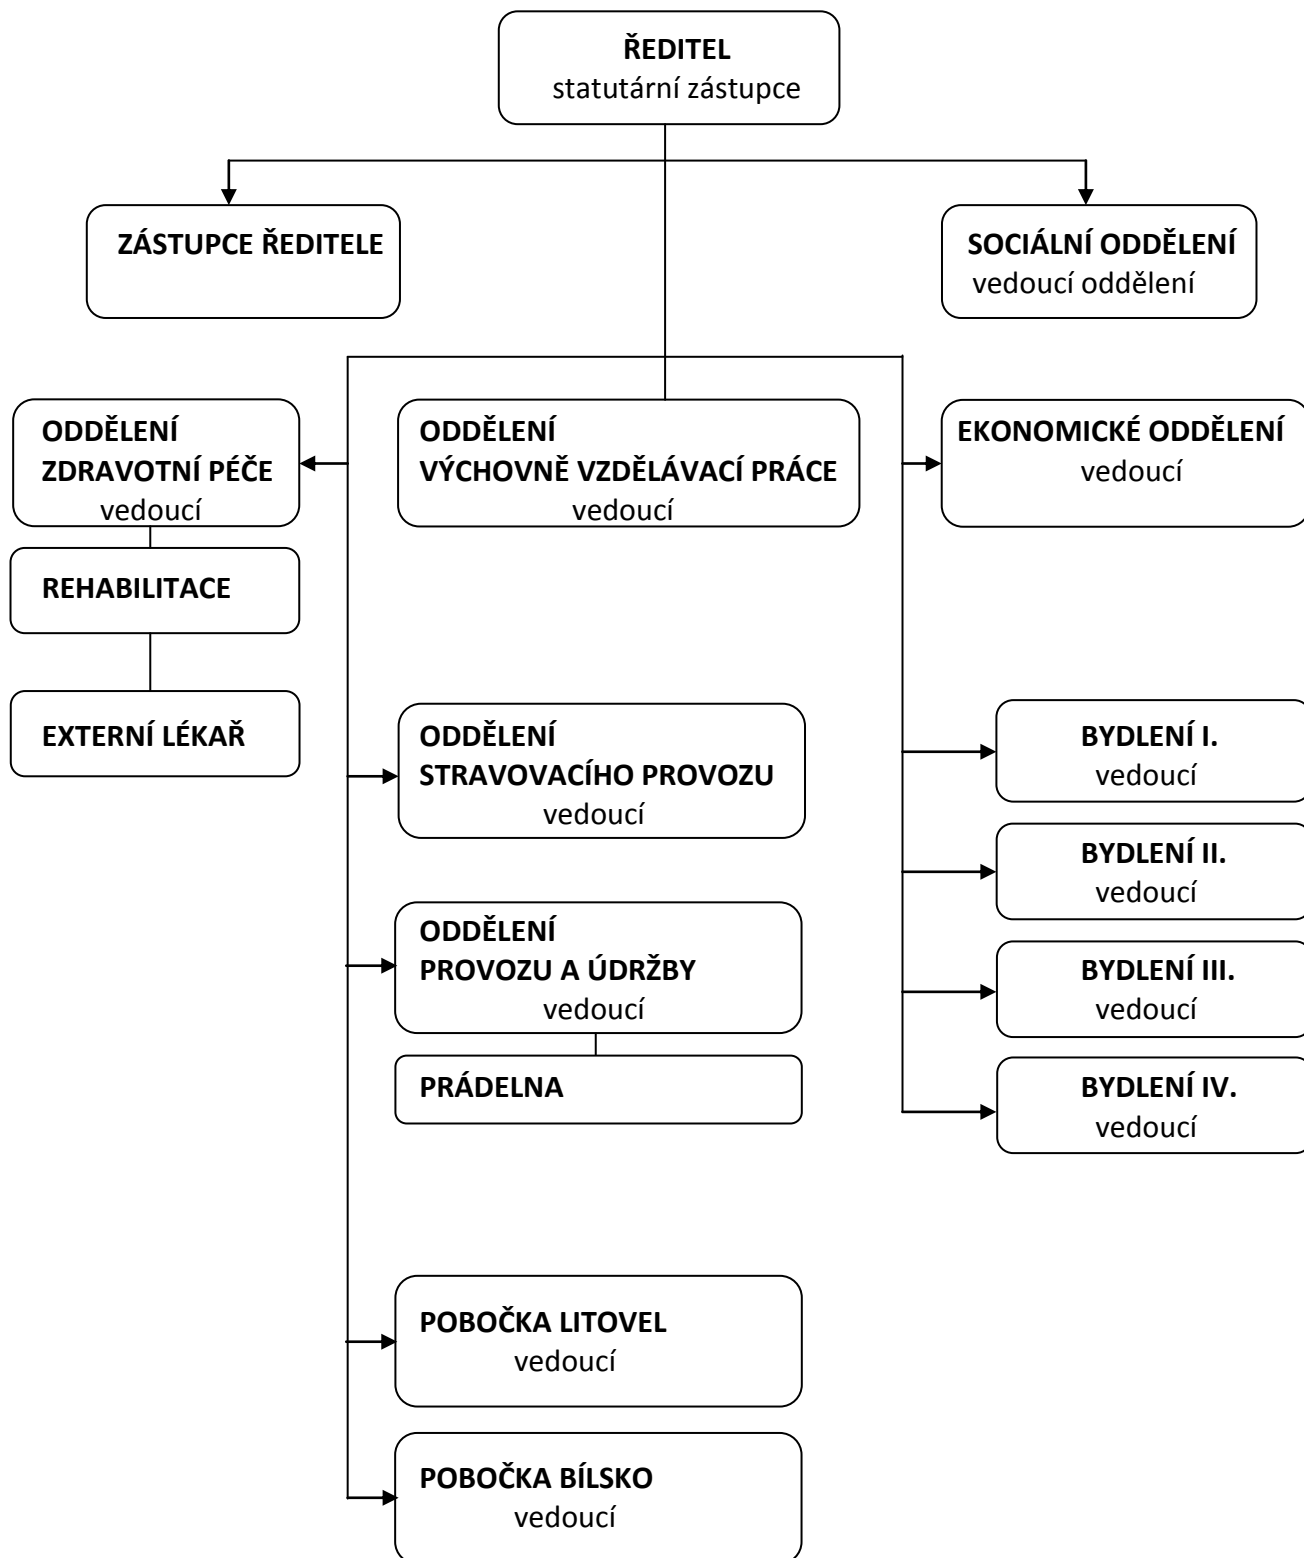 ŘEDITEL
statutární zástupce
ZÁSTUPCE ŘEDITELE
SOCIÁLNÍ ODDĚLENÍ
vedoucí oddělení
ODDĚLENÍ
ZDRAVOTNÍ PÉČE
vedoucí
ODDĚLENÍ
VÝCHOVNĚ VZDĚLÁVACÍ PRÁCE
vedoucí
EKONOMICKÉ ODDĚLENÍ
vedoucí
REHABILITACE
EXTERNÍ LÉKAŘ
ODDĚLENÍ
STRAVOVACÍHO PROVOZU
vedoucí
BYDLENÍ I.
vedoucí
BYDLENÍ II.
vedoucí
ODDĚLENÍ
PROVOZU A ÚDRŽBY
vedoucí
BYDLENÍ III.
vedoucí
PRÁDELNA
BYDLENÍ IV.
vedoucí
POBOČKA LITOVEL
vedoucí
POBOČKA BÍLSKO
vedoucí